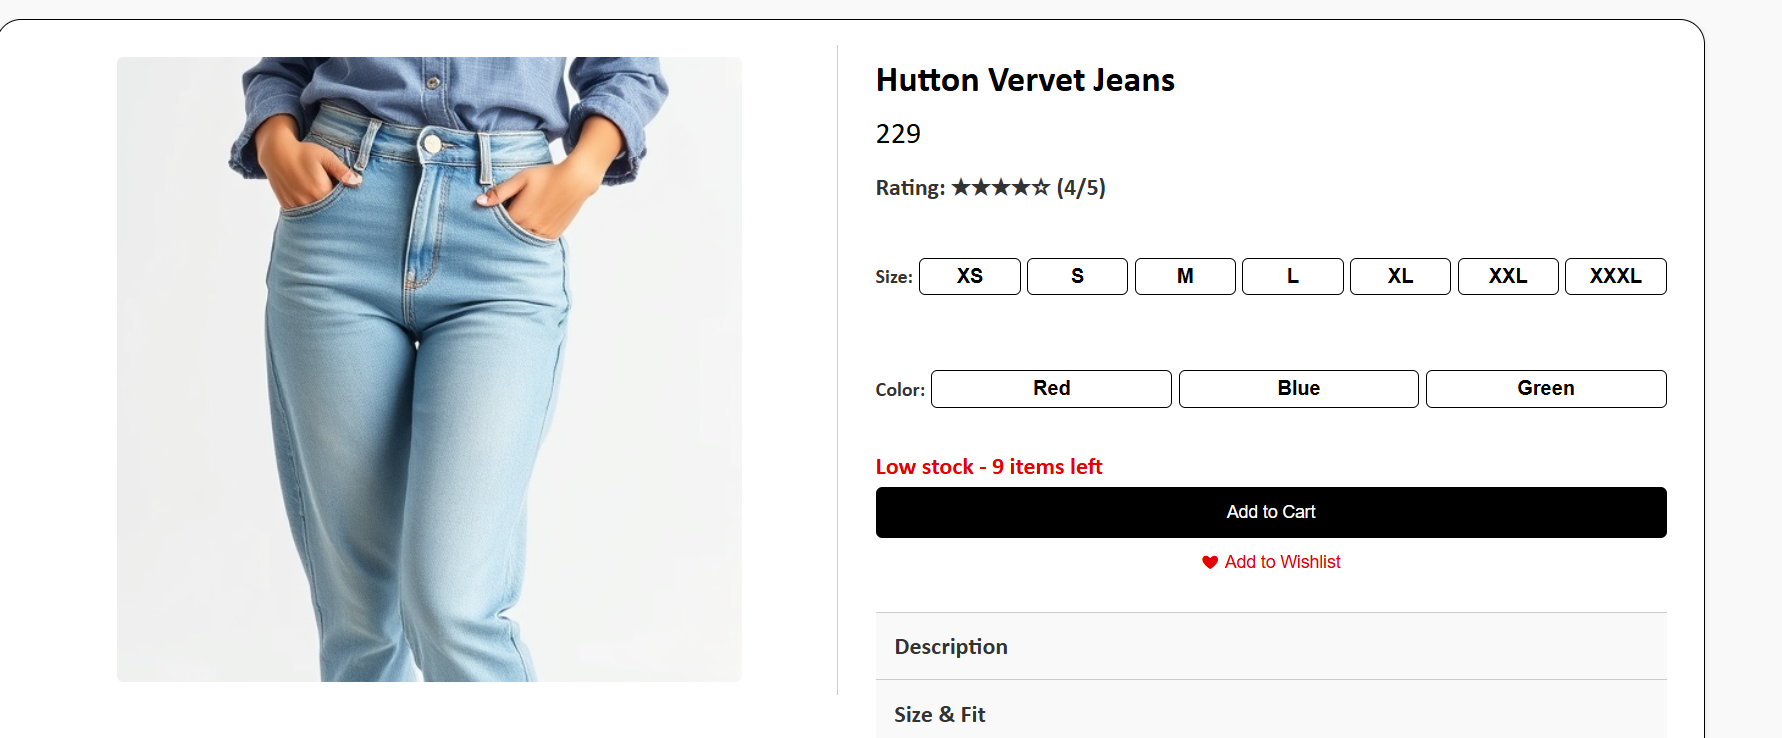 Hutton Vervet Jeans
229
Rating: ★★★★☆ (4/5)
Size: XS S M L XL XXL XXXL
Color: Red Blue Green
Low stock - 9 items left
Add to Cart
Add to Wishlist
Description
Size & Fit